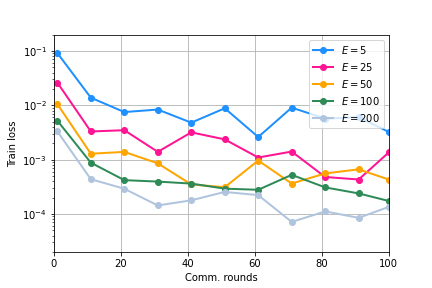 10⁻¹
10⁻²
10⁻³
10⁻⁴
Train loss
0
20
40
60
80
100
Comm. rounds
E = 5
E = 25
E = 50
E = 100
E = 200